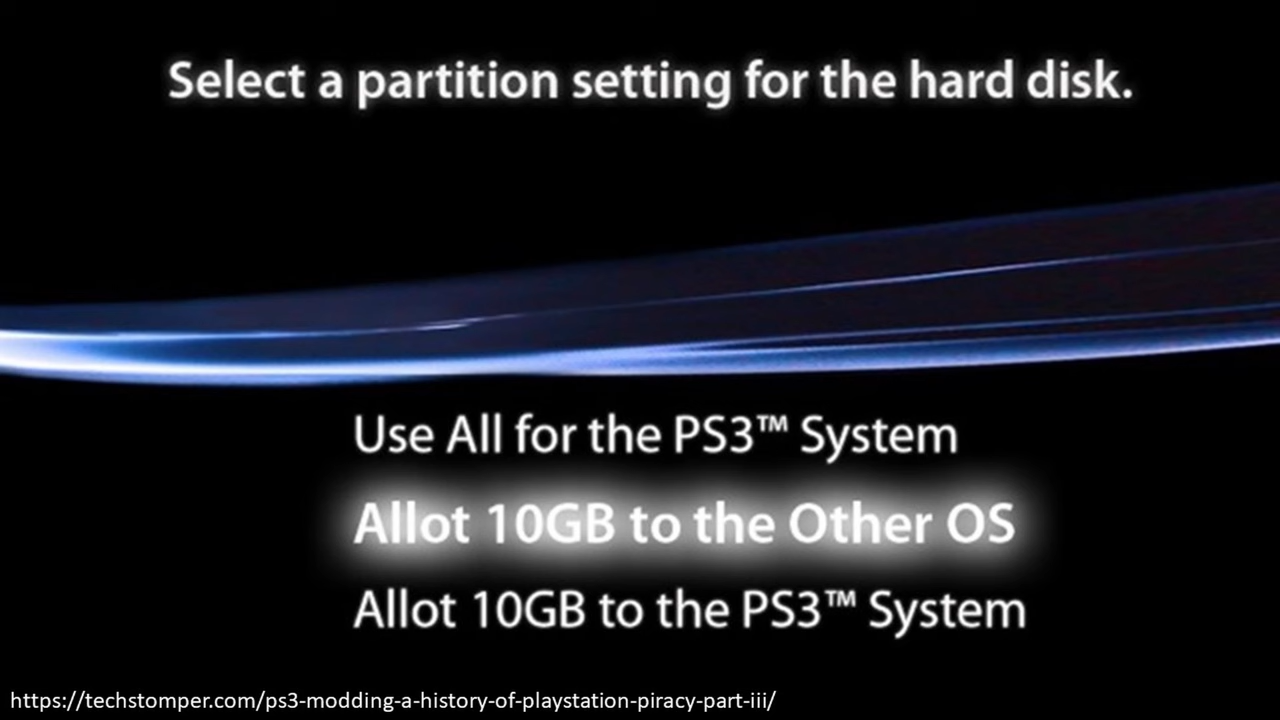 Select a partition setting for the hard disk.
Use All for the PS3™ System
Allot 10GB to the Other OS
Allot 10GB to the PS3™ System
https://techstomper.com/ps3-modding-a-history-of-playstation-piracy-part-iii/